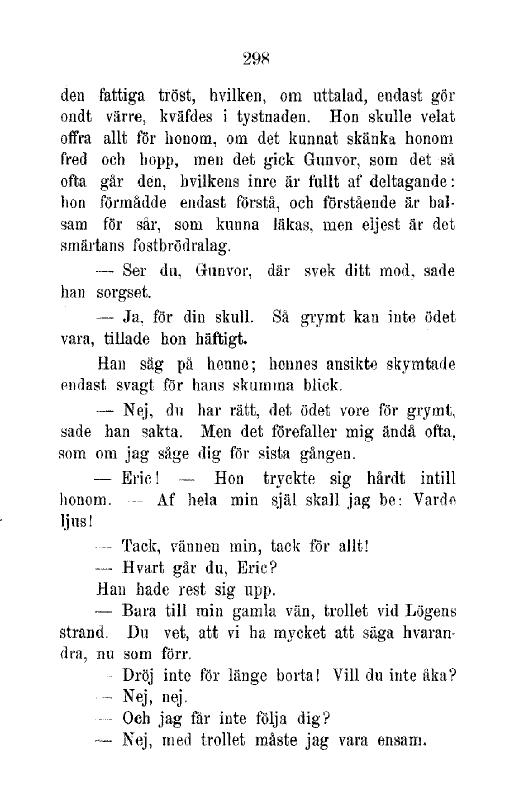 298
den fattiga tröst, hvilken, om uttalad, endast gör
ondt värre, kväfdes i tystnaden. Hon skulle velat
offra allt för honom, om det kunnat skänka honom
fred och hopp, men det gick Gunvor, som det så
ofta går den, hvilkens inre är fullt af deltagande:
hon förmådde endast förstå, och förstående är bal-
sam för sår, som kunna läkas, men eljest är det
smärtans fostbrödralag.
— Ser du, Gunvor, där svek ditt mod, sade
han sorgset.
— Ja, för din skull. Så grymt kan inte ödet
vara, tillade hon häftigt.
Han såg på henne; hennes ansikte skymtade
endast svagt för hans skumma blick.
— Nej, du har rätt, det ödet vore för grymt,
sade han sakta. Men det förefaller mig ändå ofta,
som om jag såge dig för sista gången.
— Eric! — Hon tryckte sig hårdt intill
honom. — Af hela min själ skall jag be: Varde
ljus!
— Tack, vännen min, tack för allt!
— Hvart går du, Eric?
Han hade rest sig upp.
— Bara till min gamla vän, trollet vid Lögens
strand. Du vet, att vi ha mycket att säga hvaran-
dra, nu som förr.
- Dröj inte för länge borta! Vill du inte åka?
— Nej, nej.
— Och jag får inte följa dig?
— Nej, med trollet måste jag vara ensam.